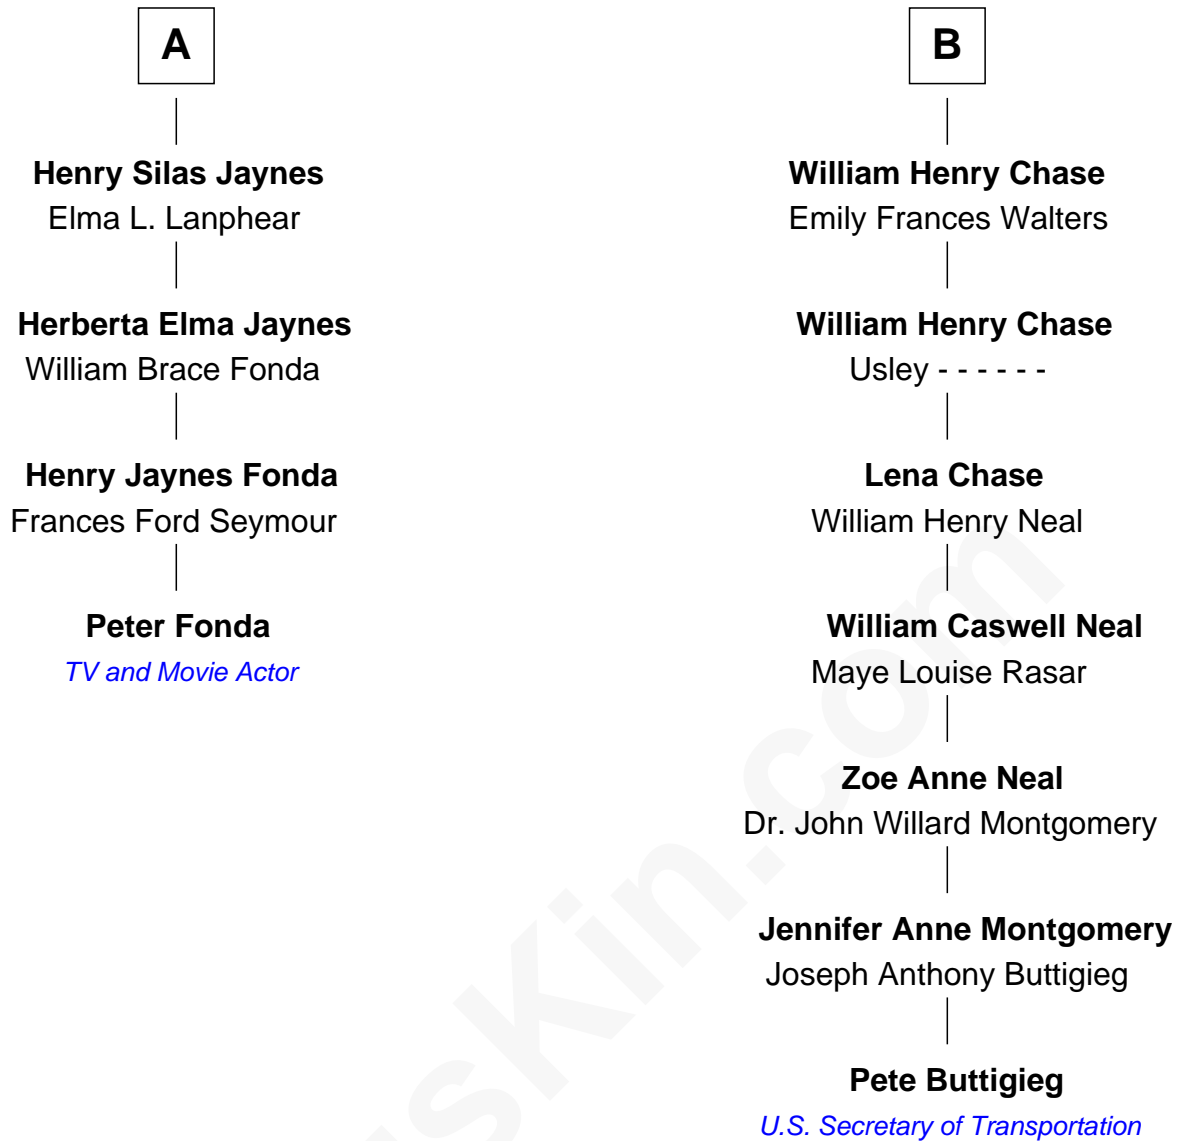 A
Henry Silas Jaynes
Elma L. Lanphear
Herberta Elma Jaynes
William Brace Fonda
Henry Jaynes Fonda
Frances Ford Seymour
Peter Fonda
TV and Movie Actor
B
William Henry Chase
Emily Frances Walters
William Henry Chase
Usley - - - - - -
Lena Chase
William Henry Neal
William Caswell Neal
Maye Louise Rasar
Zoe Anne Neal
Dr. John Willard Montgomery
Jennifer Anne Montgomery
Joseph Anthony Buttigieg
Pete Buttigieg
U.S. Secretary of Transportation
sKin.com